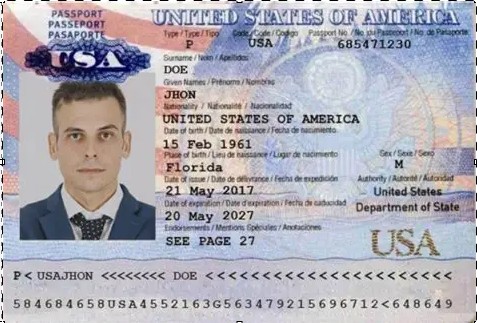 PASSPORT
PASSEPORT
PASAPORTE
USA
UNITED STATES OF AMERICA
Type / Type / Tipo Code / Code / Codigo Passport No. / No. du Passeport / No. de Pasaporte
P USA 685471230
Surname / Nom / Apellidos
DOE
Given Names / Prénoms / Nombres
JHON
Nationality / Nationalité / Nacionalidad
UNITED STATES OF AMERICA
Date of birth / Date de naissance / Fecha de nacimiento
15 Feb 1961
Place of birth / Lieu de naissance / Lugar de nacimiento Sex / Sexe / Sexo
Florida M
Date of issue / Date de délivrance / Fecha de expedición Authority / Autorité / Autoridad
21 May 2017 United States
Date of expiration / Date d'expiration / Fecha de caducidad Department of State
20 May 2027
Endorsements / Mentions Spéciales / Anotaciones
SEE PAGE 27
USA
P< USAJHON <<<<<<<< DOE <<<<<<<<<<<<<<<<<<<<<<
584684658USA4552163G563479215696712<648649